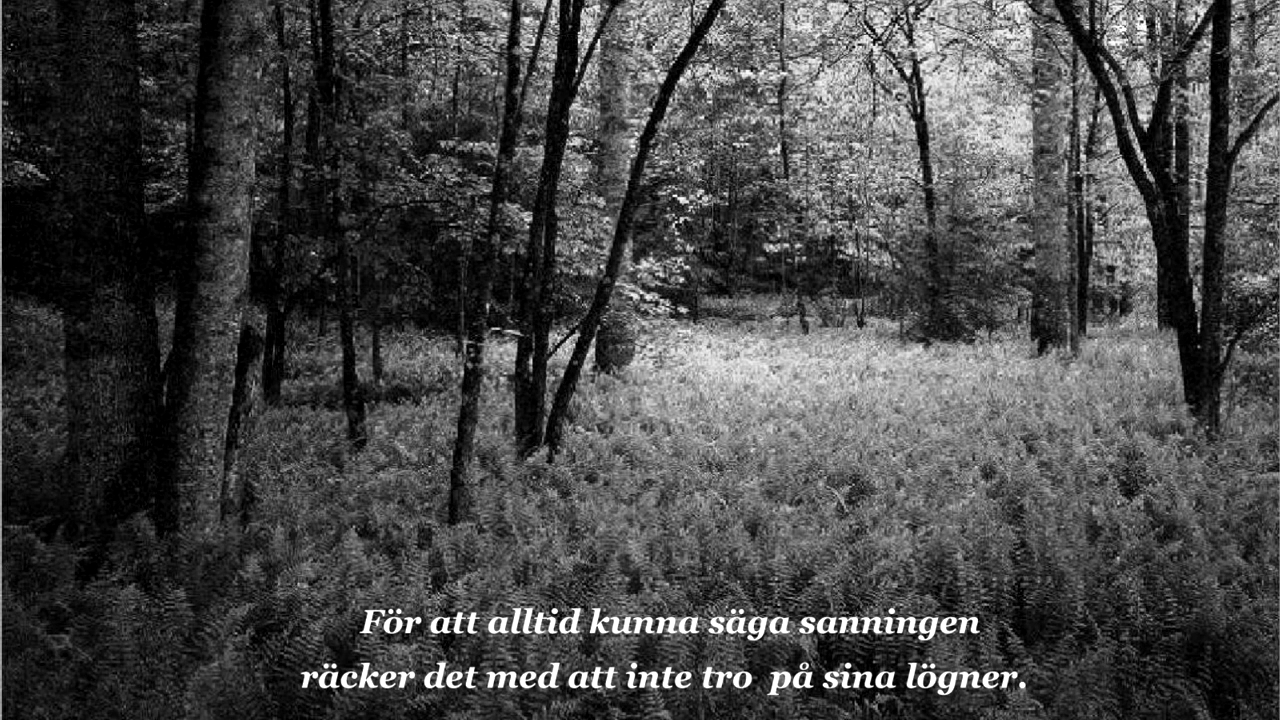 För att alltid kunna säga sanningen
räcker det med att inte tro  på sina lögner.